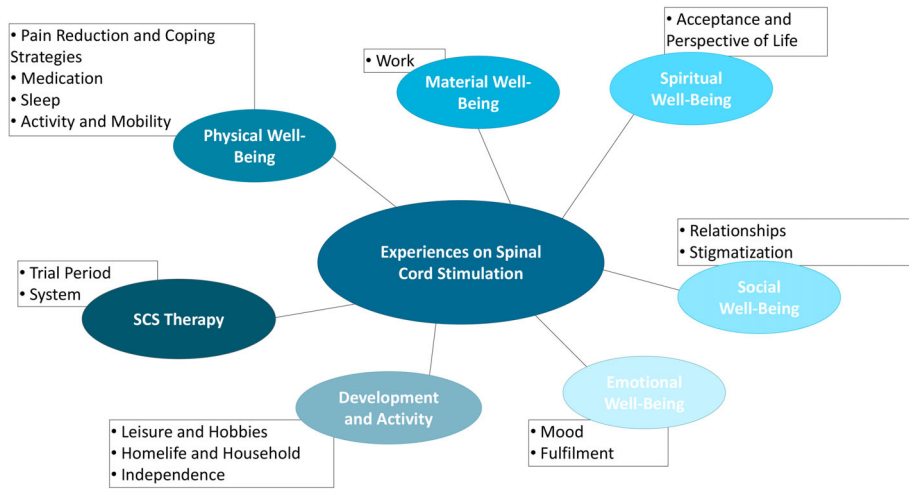 • Pain Reduction and Coping
Strategies
• Medication
• Sleep
• Activity and Mobility
Physical Well-
Being
• Work
Material Well-
Being
• Acceptance and
Perspective of Life
Spiritual
Well-Being
Experiences on Spinal
Cord Stimulation
• Relationships
• Stigmatization
Social
Well-Being
• Trial Period
• System
SCS Therapy
Development
and Activity
• Leisure and Hobbies
• Homelife and Household
• Independence
Emotional
Well-Being
• Mood
• Fulfilment